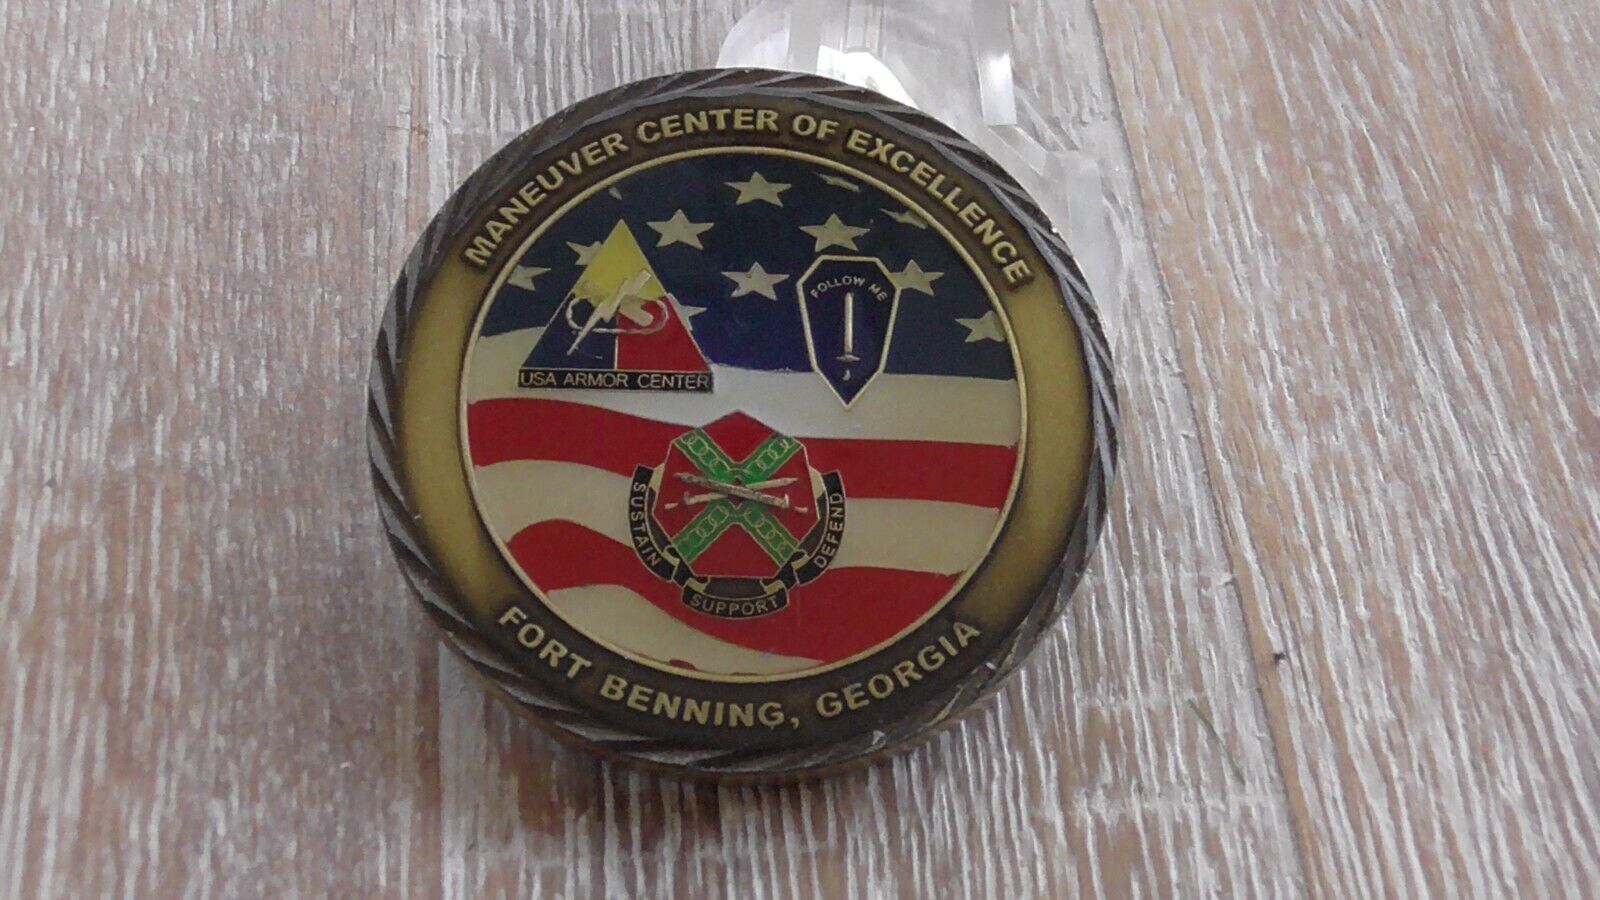 MANEUVER CENTER OF EXCELLENCE
USA ARMOR CENTER
FOLLOW ME
SUSTAIN
SUPPORT
DEFEND
FORT BENNING, GEORGIA